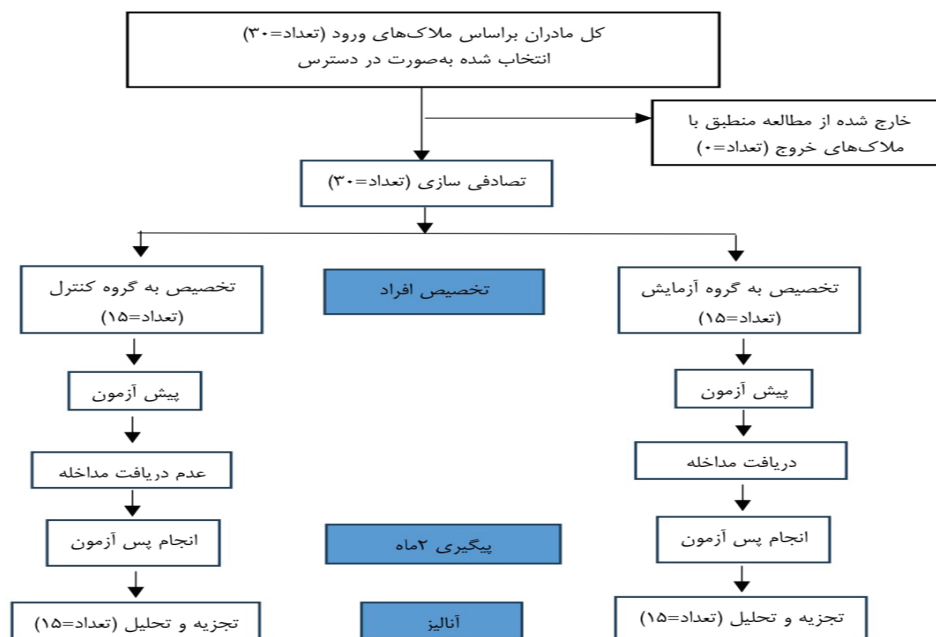 کل مادران براساس ملاک‌های ورود (تعداد=۳۰)
انتخاب شده به‌صورت در دسترس
خارج شده از مطالعه منطبق با
ملاک‌های خروج (تعداد=۰)
تصادفی سازی (تعداد=۳۰)
تخصیص به گروه آزمایش
(تعداد=۱۵)
تخصیص افراد
تخصیص به گروه کنترل
(تعداد=۱۵)
پیش آزمون
پیش آزمون
دریافت مداخله
عدم دریافت مداخله
انجام پس آزمون
پیگیری ۲ماه
انجام پس آزمون
تجزیه و تحلیل (تعداد=۱۵)
آنالیز
تجزیه و تحلیل (تعداد=۱۵)